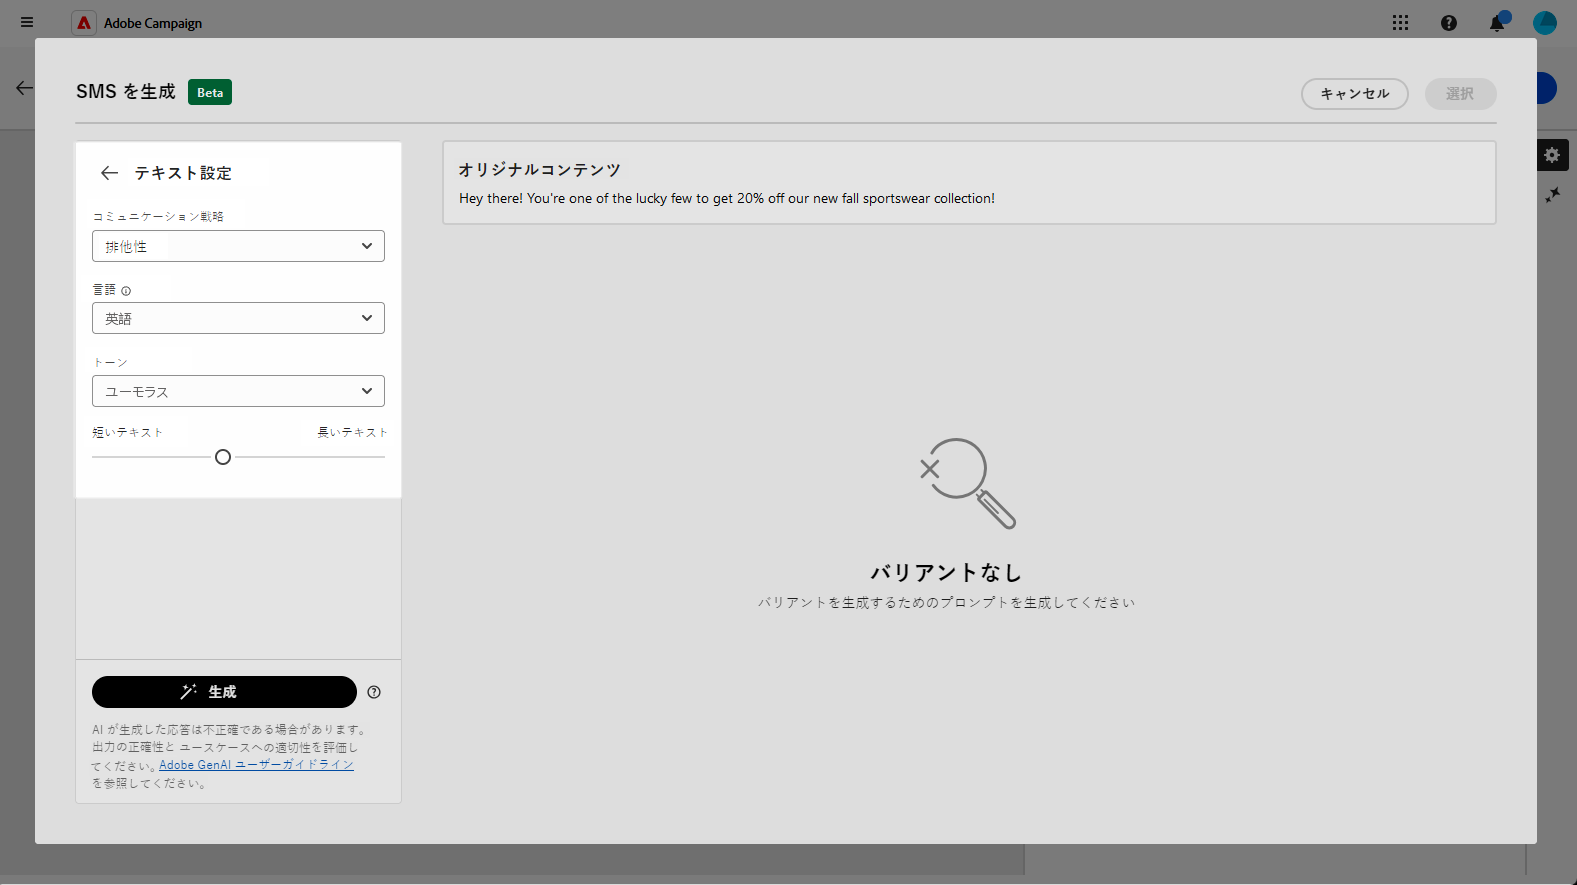 Adobe Campaign
SMS を生成 Beta
キャンセル 選択
テキスト設定
コミュニケーション戦略
排他性
言語
英語
トーン
ユーモラス
短いテキスト 長いテキスト
生成
AI が生成した応答は不正確である場合があります。
出力の正確性と ユースケースへの適切性を評価し
てください。Adobe GenAI ユーザーガイドライン
を参照してください。
オリジナルコンテンツ
Hey there! You're one of the lucky few to get 20% off our new fall sportswear collection!
バリアントなし
バリアントを生成するためのプロンプトを生成してください